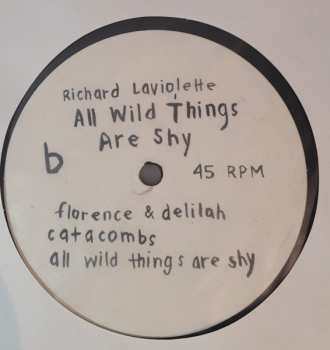 Richard Laviolette
All Wild Things
Are Shy
b
45 RPM
florence & delilah
catacombs
all wild things are shy